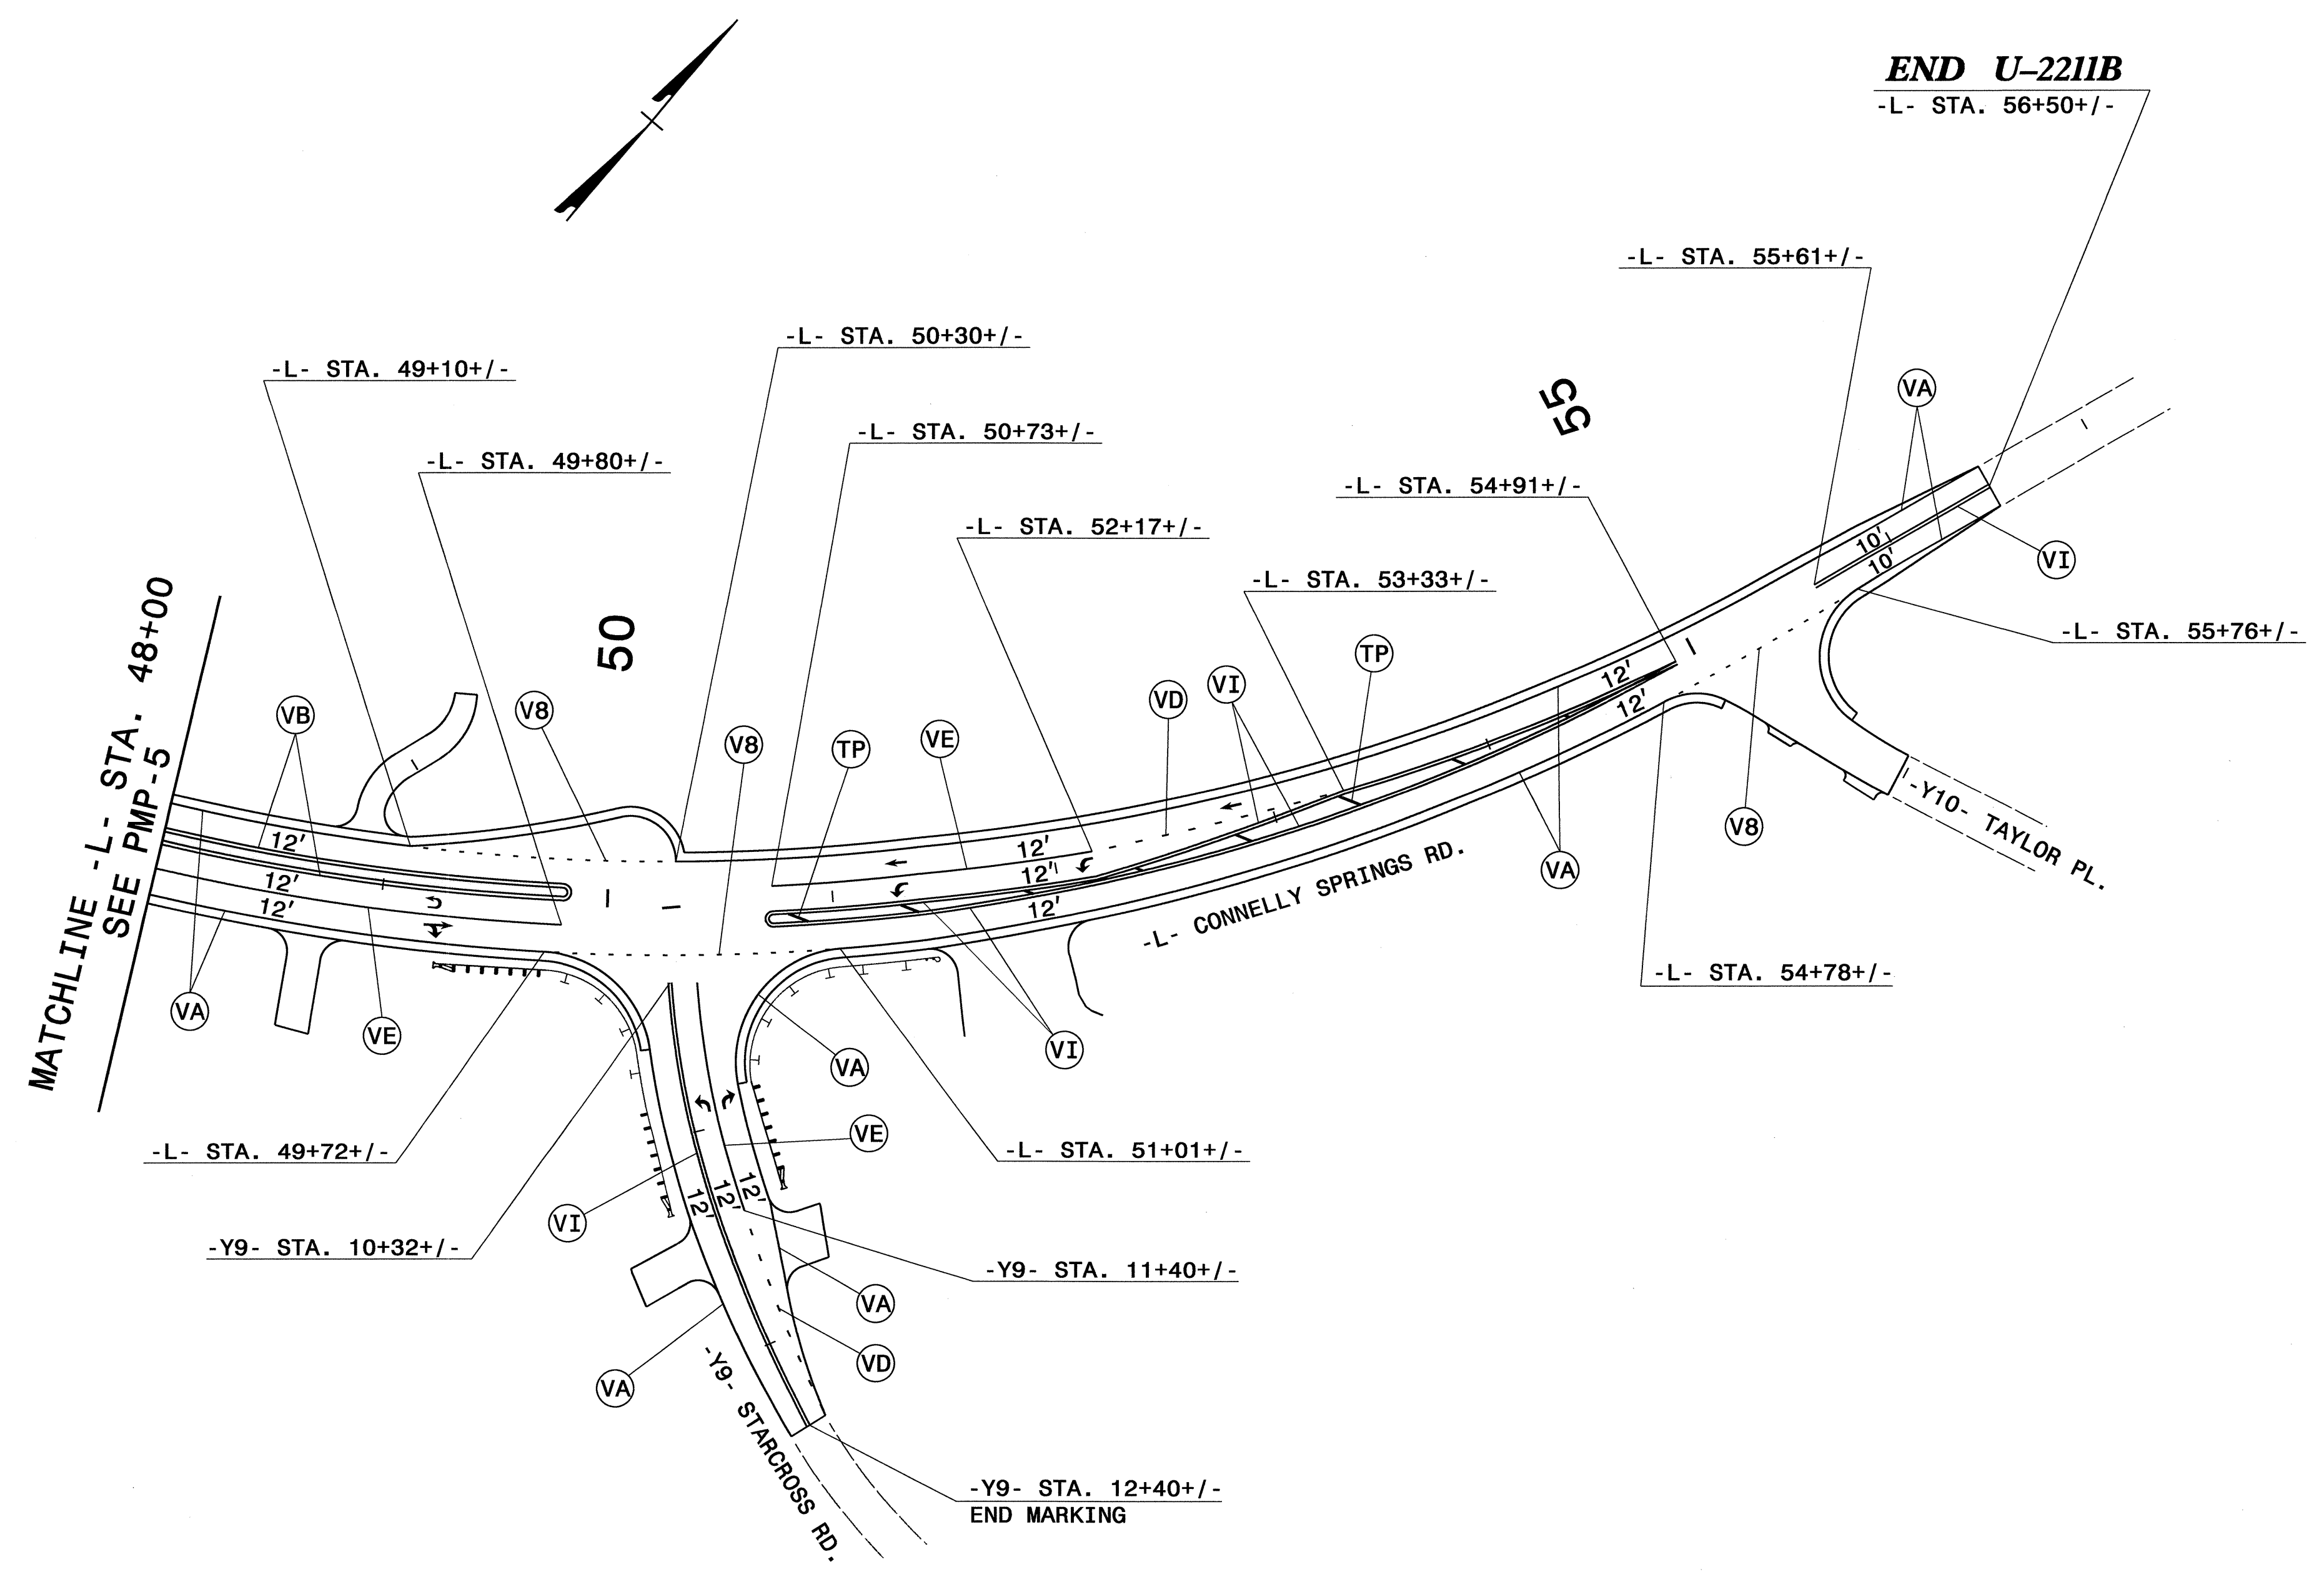 END U-2211B
-L- STA. 56+50+/-
-L- STA. 55+61+/-
-L- STA. 50+30+/-
-L- STA. 49+10+/-
VA
55
-L- STA. 50+73+/-
-L- STA. 49+80+/-
-L- STA. 54+91+/-
-L- STA. 52+17+/-
10'
10'
VI
-L- STA. 53+33+/-
MATCHLINE -L- STA. 48+00
SEE PMP-5
50
-L- STA. 55+76+/-
TP
VI
VD
12'
12'
VB
V8
V8
TP
VE
-Y10- TAYLOR PL.
V8
12'
12'
12'
12'
12'
12'
-L- CONNELLY SPRINGS RD.
VA
-L- STA. 54+78+/-
VA
VE
VI
VA
VE
-L- STA. 49+72+/-
-L- STA. 51+01+/-
12'
12'
12'
VI
-Y9- STA. 10+32+/-
-Y9- STA. 11+40+/-
VA
VD
VA
-Y9- STARCROSS RD.
-Y9- STA. 12+40+/-
END MARKING